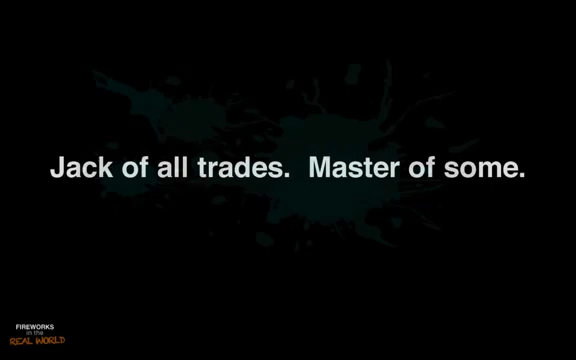 Jack of all trades.  Master of some.
FIREWORKS
in the
REAL WORLD